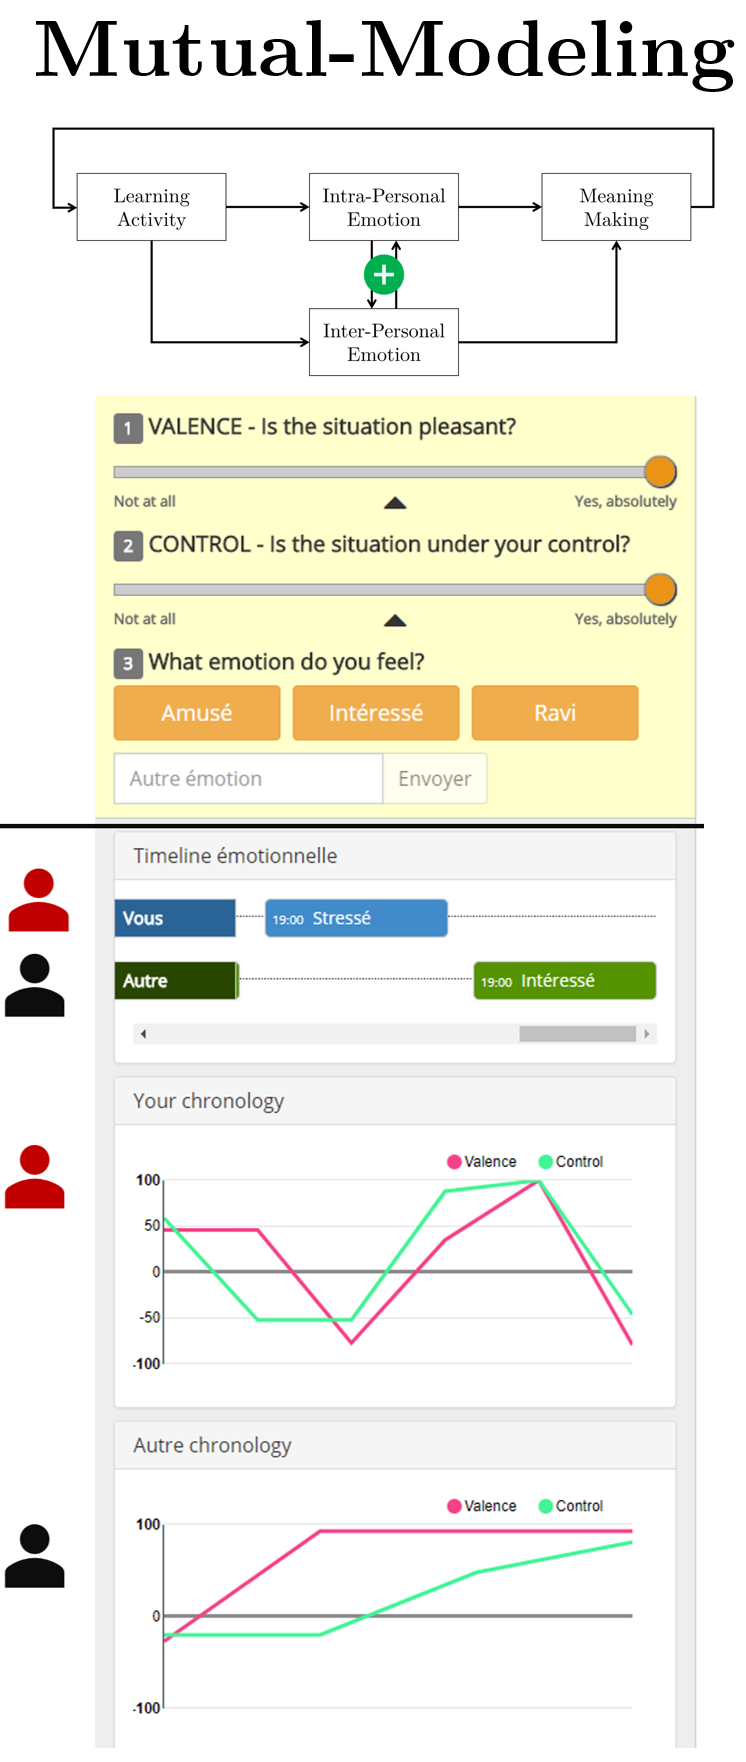 Mutual-Modeling
Learning
Activity
Intra-Personal
Emotion
Meaning
Making
Inter-Personal
Emotion
1 VALENCE - Is the situation pleasant?
Not at all Yes, absolutely
2 CONTROL - Is the situation under your control?
Not at all Yes, absolutely
3 What emotion do you feel?
Amusé Intéressé Ravi
Autre émotion Envoyer
Timeline émotionnelle
Vous 19:00 Stressé
Autre 19:00 Intéressé
Your chronology
Valence Control
100
50
0
-50
-100
Autre chronology
Valence Control
100
0
-100